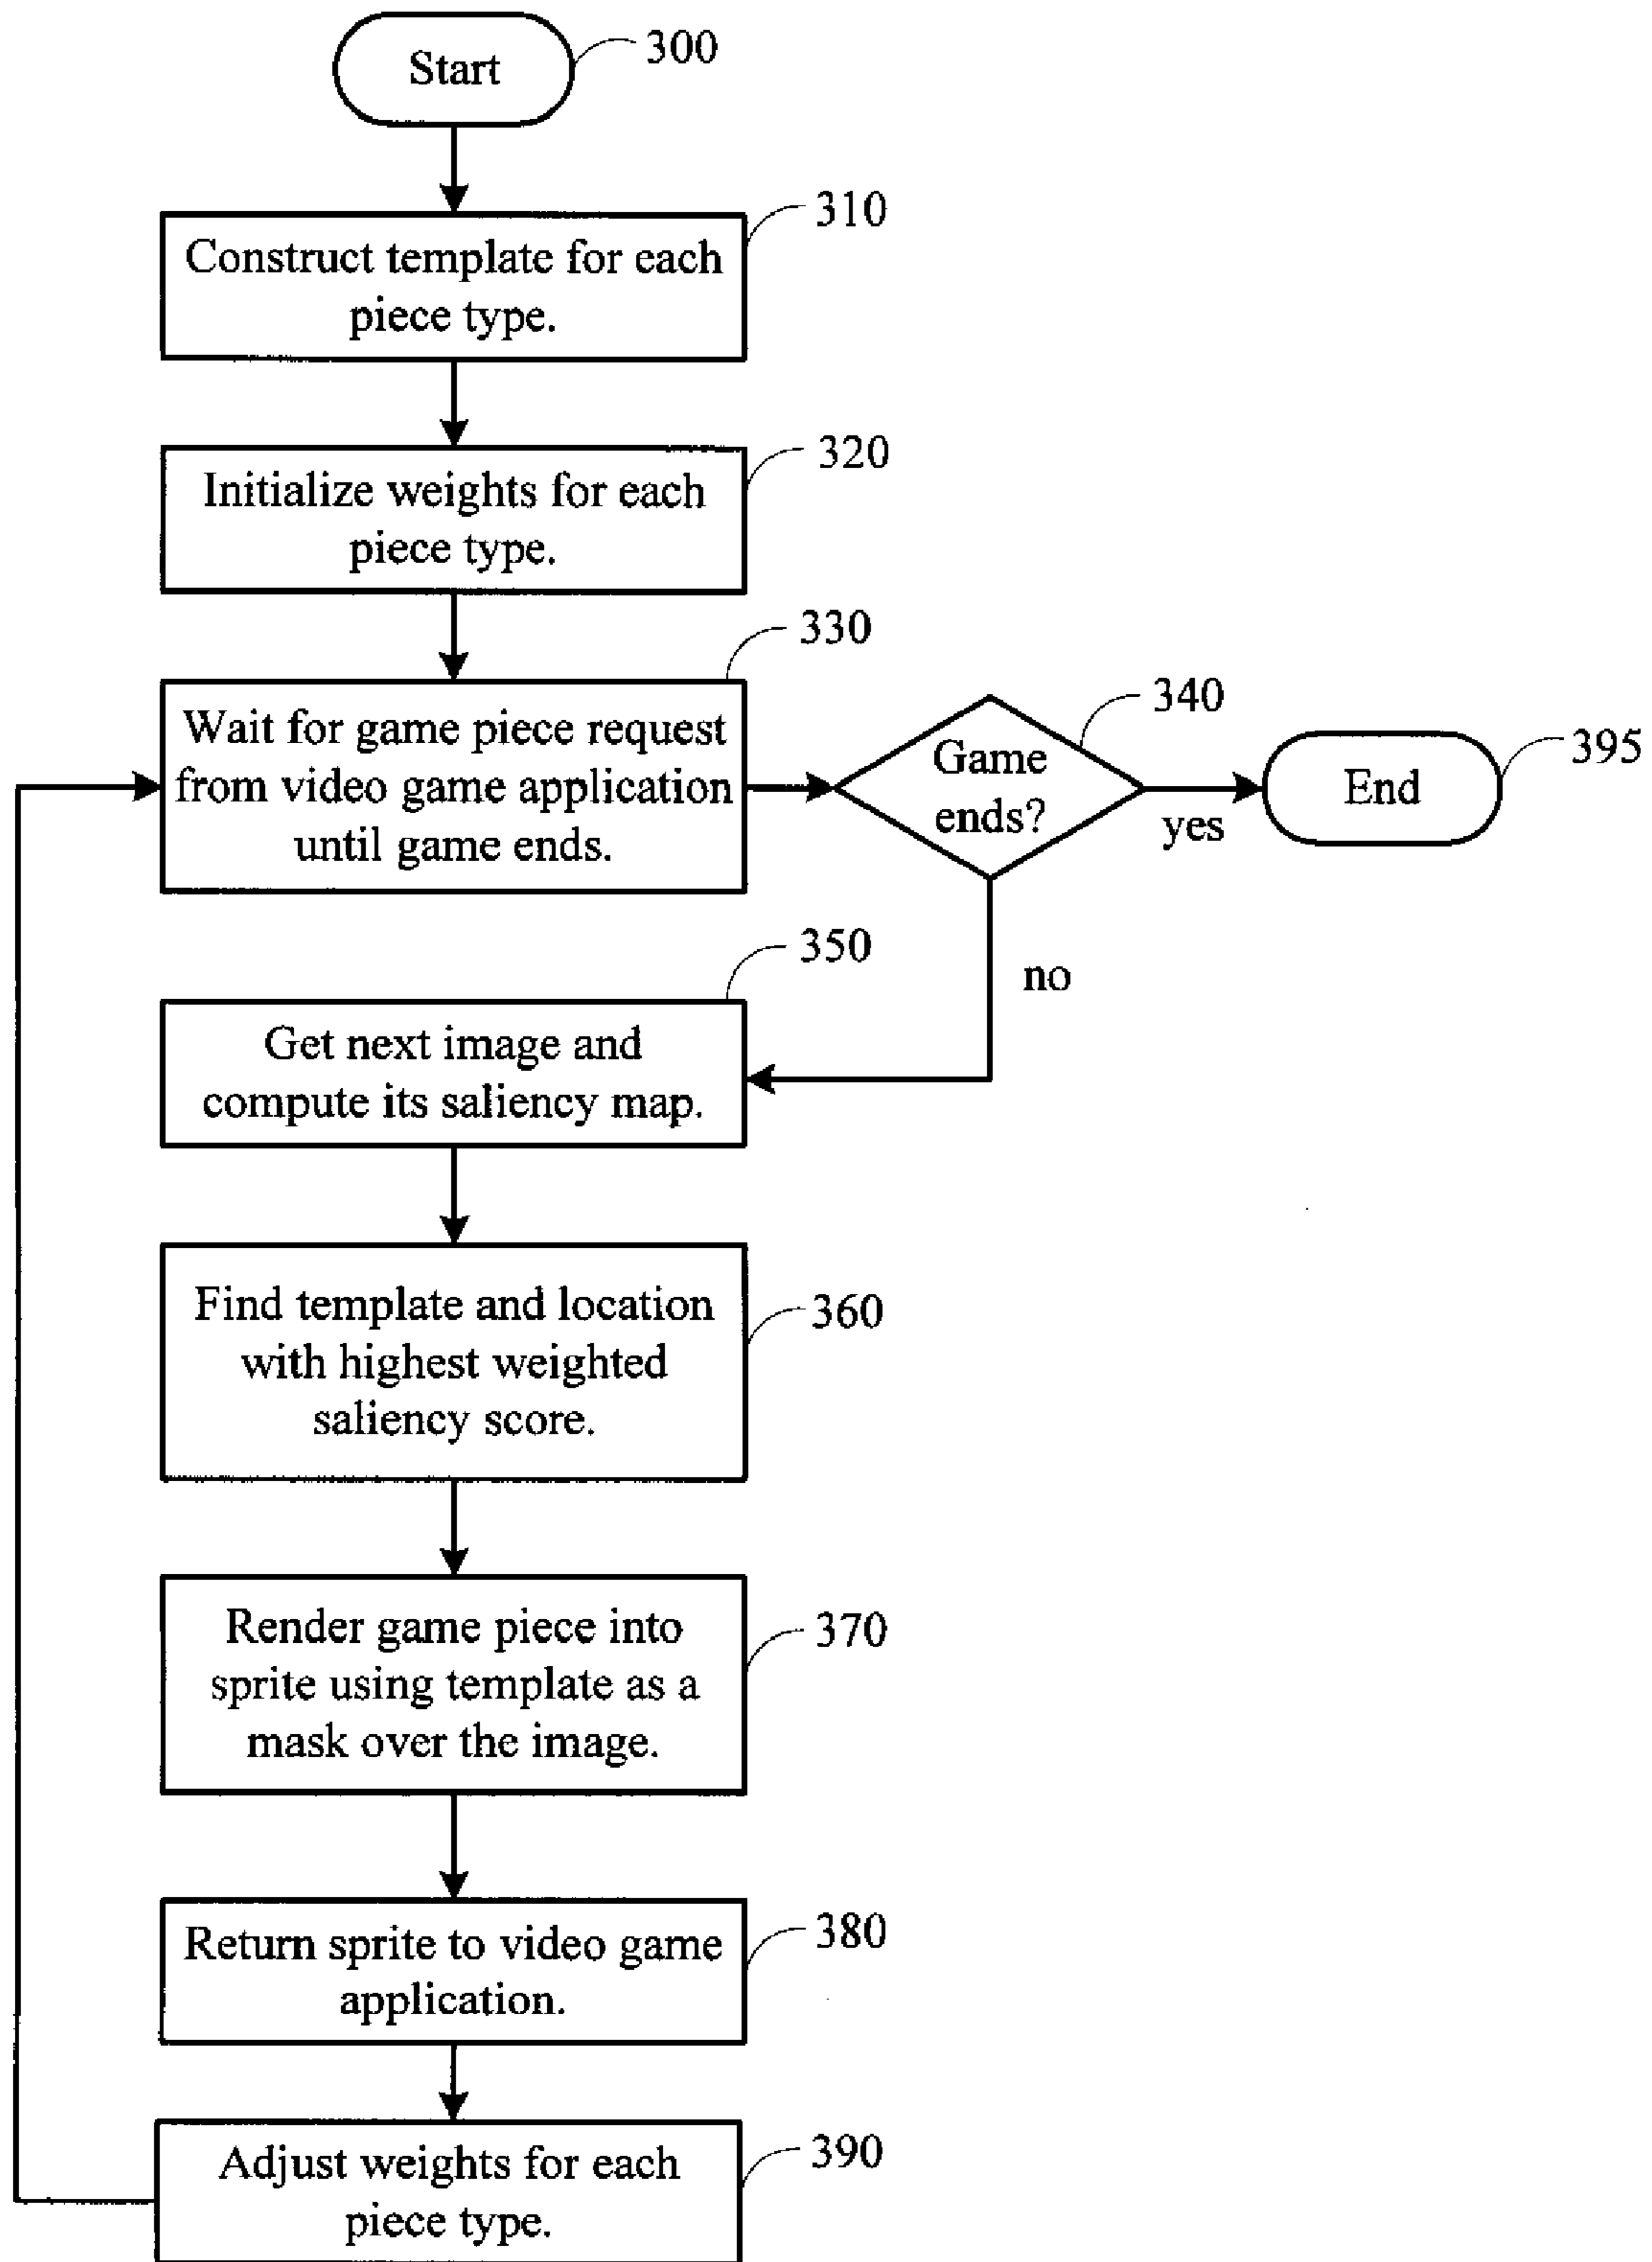 Start
300
310
Construct template for each
piece type.
320
Initialize weights for each
piece type.
330
Wait for game piece request
from video game application
until game ends.
340
Game
ends?
yes
395
End
no
350
Get next image and
compute its saliency map.
360
Find template and location
with highest weighted
saliency score.
370
Render game piece into
sprite using template as a
mask over the image.
380
Return sprite to video game
application.
390
Adjust weights for each
piece type.